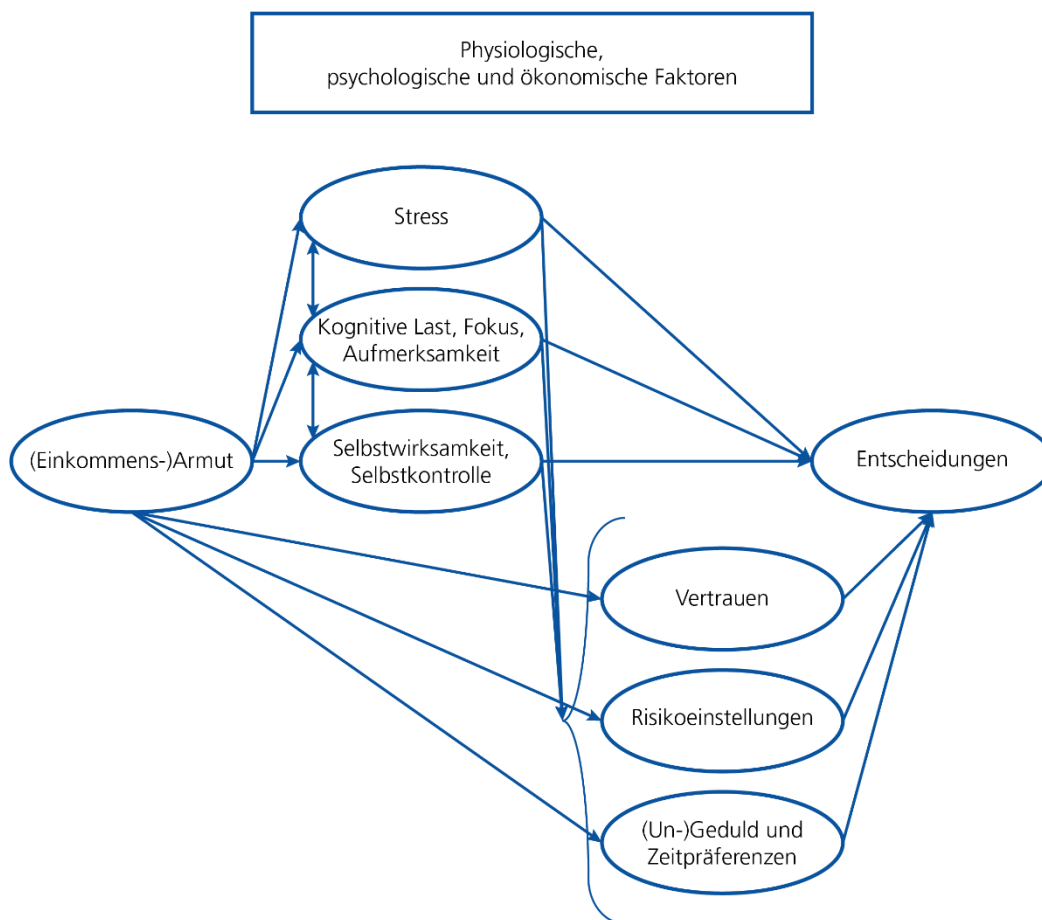 Physiologische,
psychologische und ökonomische Faktoren
Stress
Kognitive Last, Fokus,
Aufmerksamkeit
(Einkommens-)Armut
Selbstwirksamkeit,
Selbstkontrolle
Entscheidungen
Vertrauen
Risikoeinstellungen
(Un-)Geduld und
Zeitpräferenzen